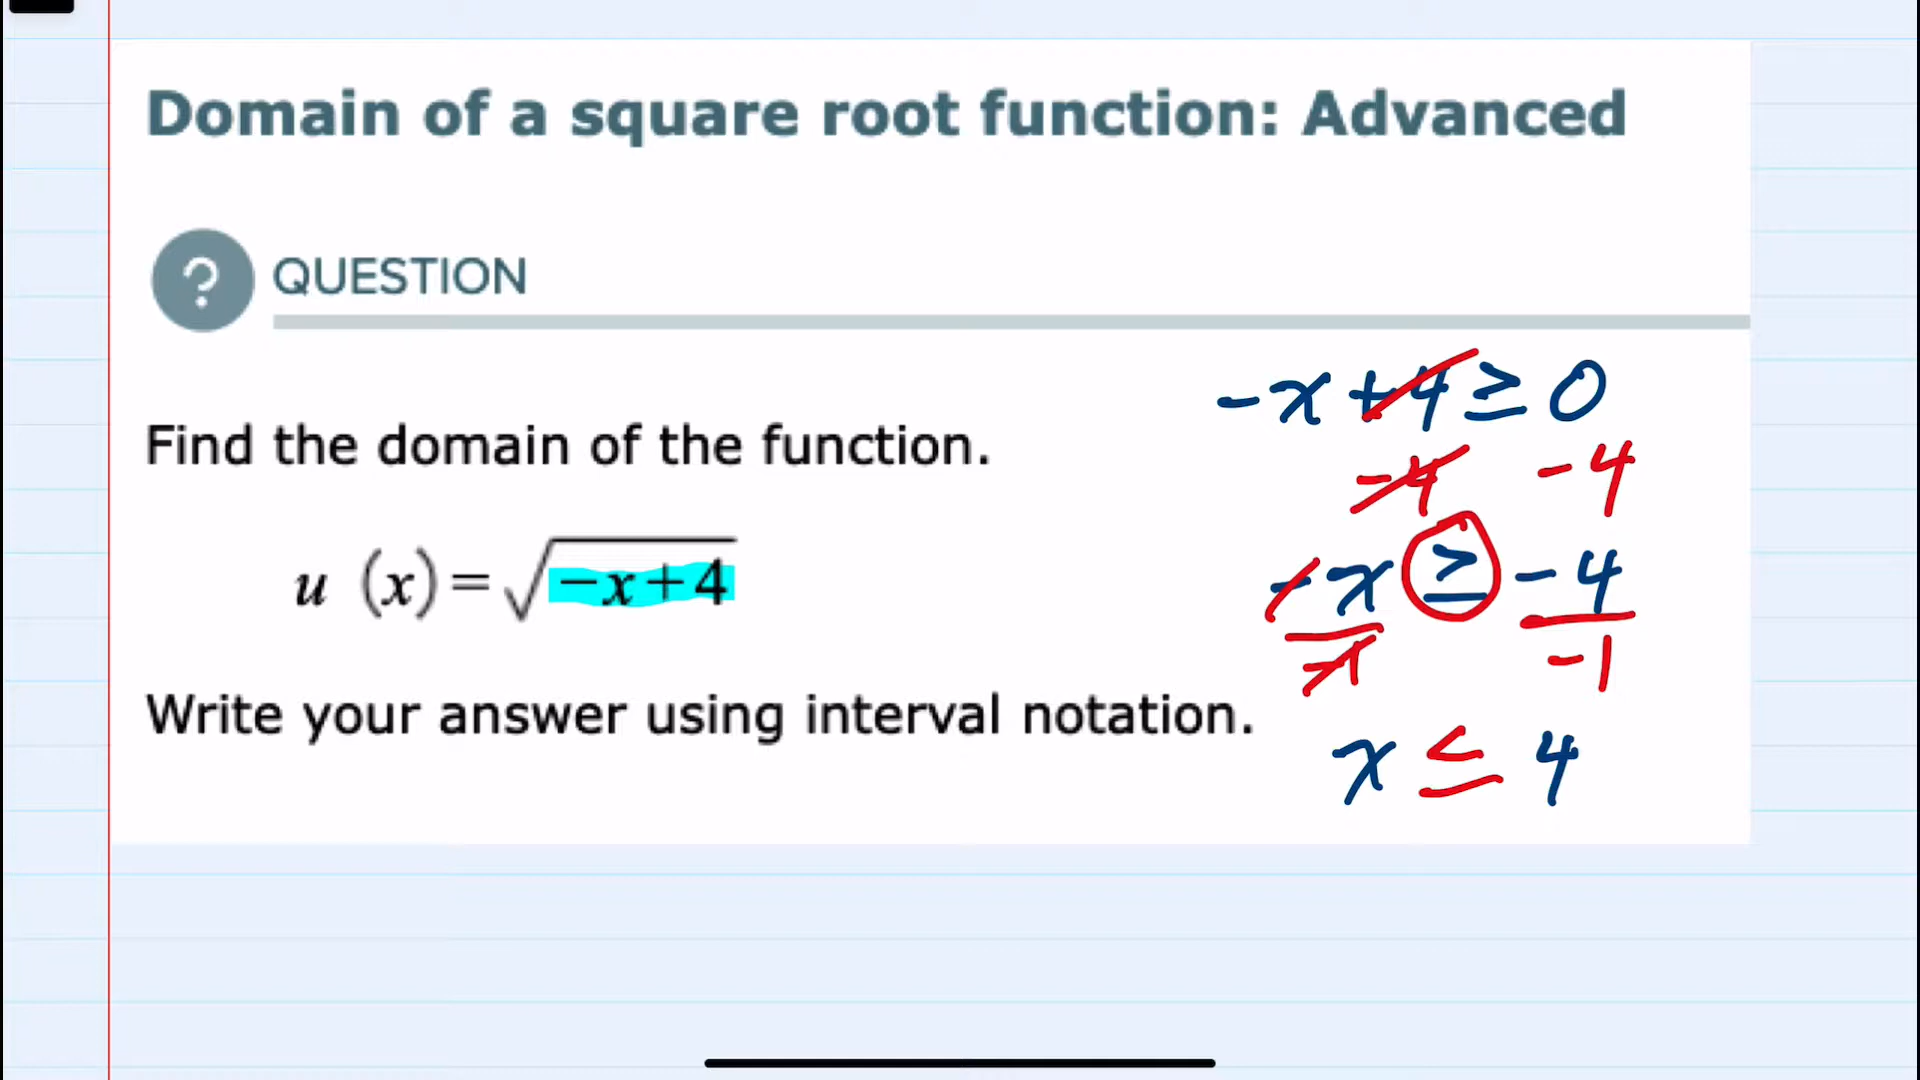 Domain of a square root function: Advanced
? QUESTION
Find the domain of the function.
u (x)=√−x+4
Write your answer using interval notation.
-x+4≥0
-4 -4
-x ≥ -4
-1 -1
x ≤ 4